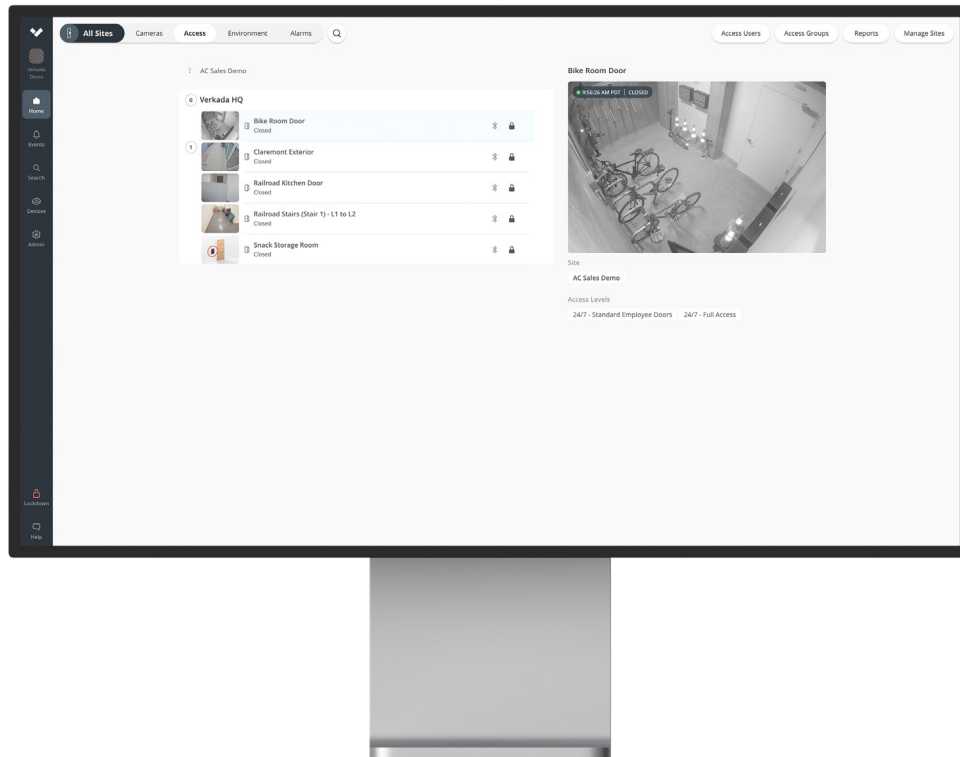 All Sites
Cameras
Access
Environment
Alarms
Access Users
Access Groups
Reports
Manage Sites
Verkada
Demo
Home
Events
Search
Devices
Admin
Lockdown
Help
AC Sales Demo
G Verkada HQ
Bike Room Door
Closed
1
Claremont Exterior
Closed
Railroad Kitchen Door
Closed
Railroad Stairs (Stair 1) - L1 to L2
Closed
Snack Storage Room
Closed
Bike Room Door
9:56:26 AM PDT | CLOSED
Site
AC Sales Demo
Access Levels
24/7 - Standard Employee Doors 24/7 - Full Access